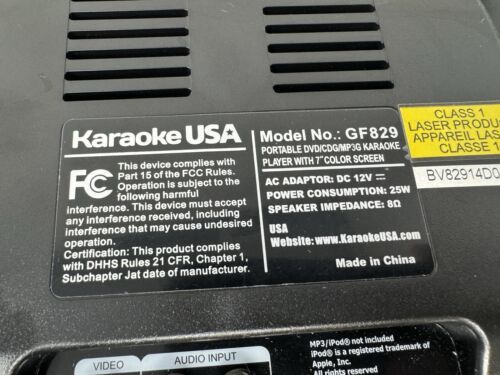 Karaoke USA
FC
This device complies with
Part 15 of the FCC Rules.
Operation is subject to the
following harmful
interference. This device must accept
any interference received, including
interference that may cause undesired
operation.
Certification: This product complies
with DHHS Rules 21 CFR, Chapter 1,
Subchapter Jat date of manufacturer.
Model No.: GF829
PORTABLE DVD/CDG/MP3G KARAOKE
PLAYER WITH 7" COLOR SCREEN
AC ADAPTOR: DC 12V ⎓
POWER CONSUMPTION: 25W
SPEAKER IMPEDANCE: 8Ω
USA
Website: www.KaraokeUSA.com
Made in China
CLASS 1
LASER PRODU
APPAREIL LAS
CLASSE 1
BV82914D0
VIDEO
AUDIO INPUT
MP3/iPod® not included
iPod® is a registered trademark of
Apple, Inc.